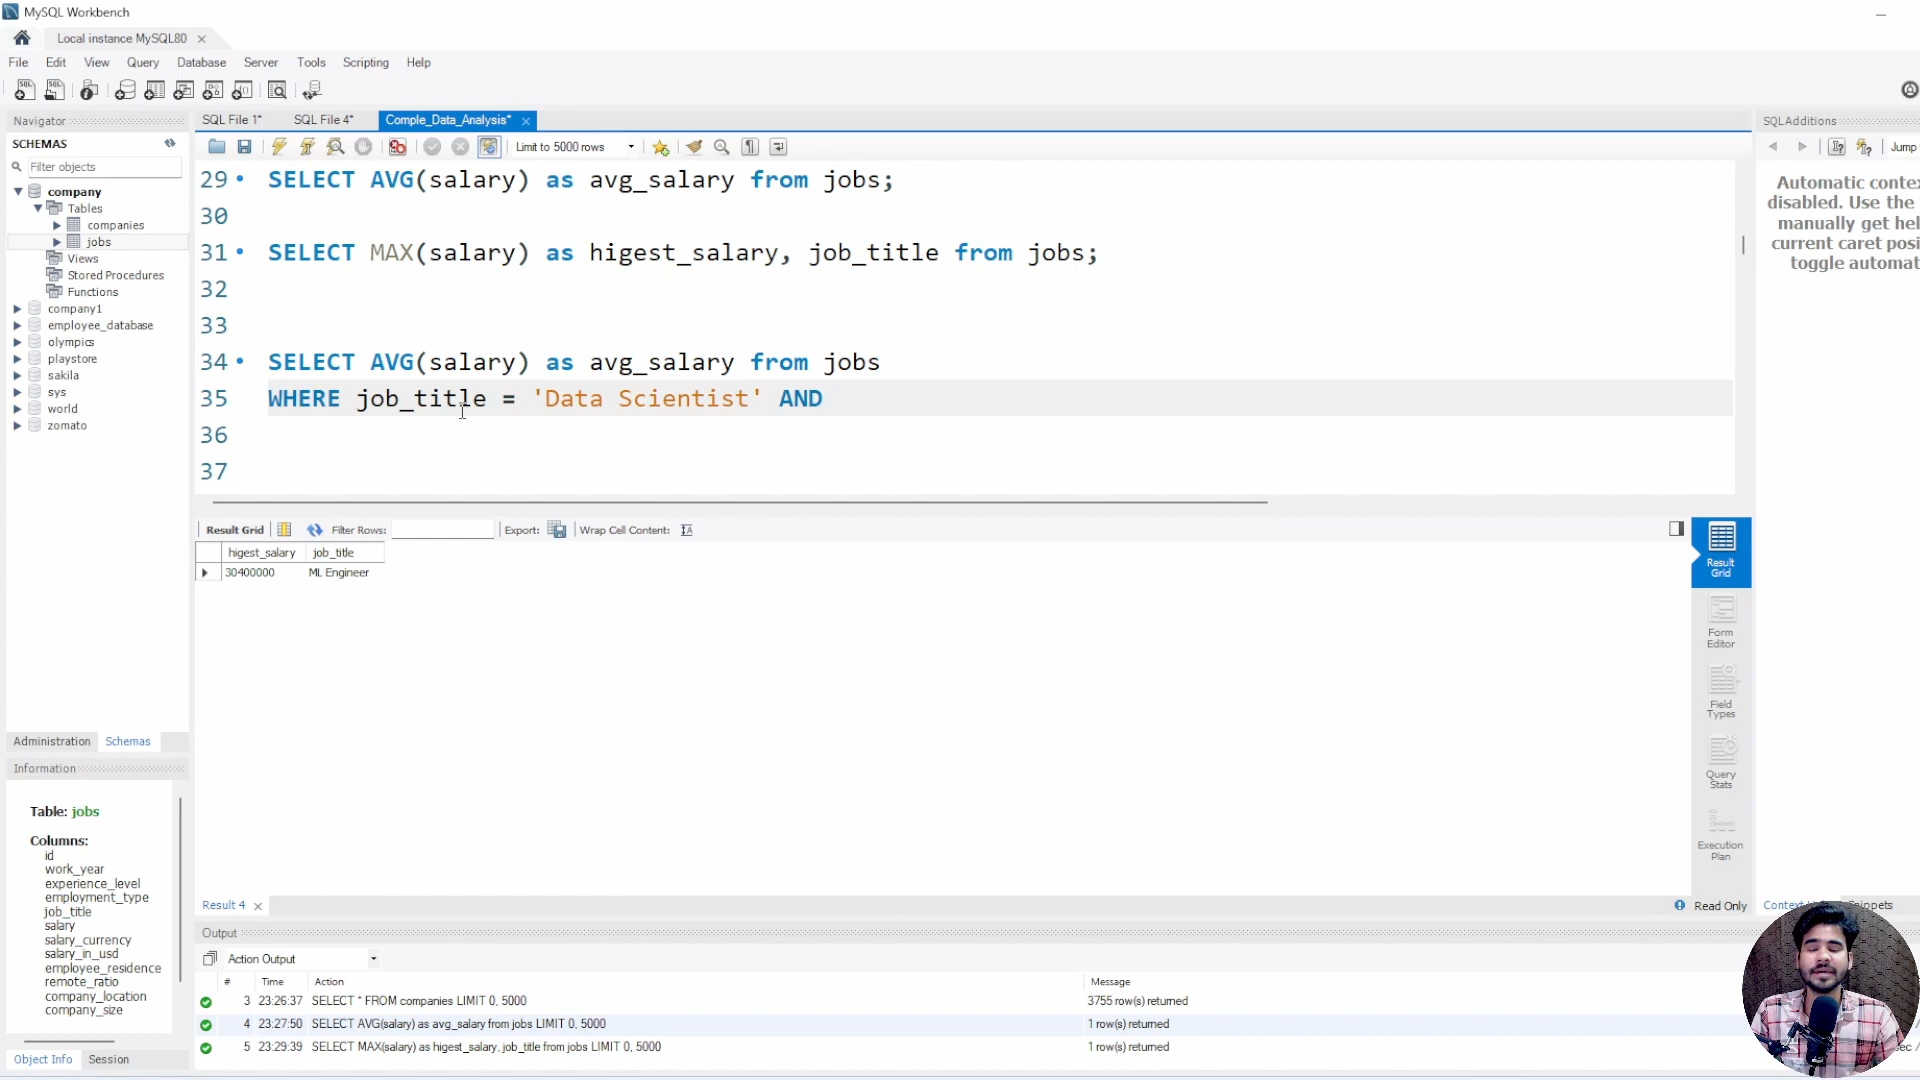 MySQL Workbench
Local instance MySQL80
File Edit View Query Database Server Tools Scripting Help
Navigator
SCHEMAS
Filter objects
company
Tables
companies
jobs
Views
Stored Procedures
Functions
company1
employee_database
olympics
playstore
sakila
sys
world
zomato
Administration Schemas
Information
Table: jobs
Columns:
id
work_year
experience_level
employment_type
job_title
salary
salary_currency
salary_in_usd
employee_residence
remote_ratio
company_location
company_size
Object Info Session
SQL File 1* SQL File 4* Comple_Data_Analysis*
Limit to 5000 rows
29 SELECT AVG(salary) as avg_salary from jobs;
30
31 SELECT MAX(salary) as higest_salary, job_title from jobs;
32
33
34 SELECT AVG(salary) as avg_salary from jobs
35 WHERE job_title = 'Data Scientist' AND
36
37
Result Grid Filter Rows: Export: Wrap Cell Content:
higest_salary job_title
30400000 ML Engineer
Result Grid
Form Editor
Field Types
Query Stats
Execution Plan
Result 4
Read Only
Output
Action Output
# Time Action Message
3 23:26:37 SELECT * FROM companies LIMIT 0, 5000 3755 row(s) returned
4 23:27:50 SELECT AVG(salary) as avg_salary from jobs LIMIT 0, 5000 1 row(s) returned
5 23:29:39 SELECT MAX(salary) as higest_salary, job_title from jobs LIMIT 0, 5000 1 row(s) returned
SQLAdditions
Jump
Automatic contex
disabled. Use the
manually get hel
current caret posi
toggle automat